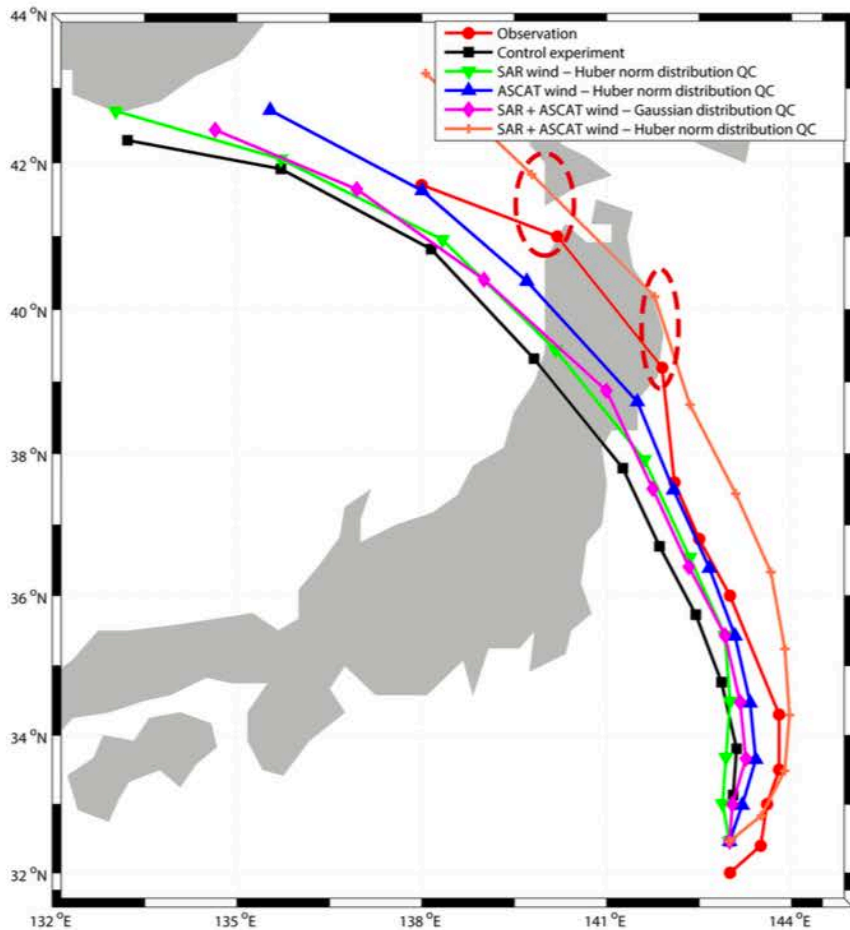 44 °N
Observation
Control experiment
SAR wind – Huber norm distribution QC
ASCAT wind – Huber norm distribution QC
SAR + ASCAT wind – Gaussian distribution QC
SAR + ASCAT wind – Huber norm distribution QC
42 °N
40 °N
38 °N
36 °N
34 °N
32 °N
132 °E 135 °E 138 °E 141 °E 144 °E